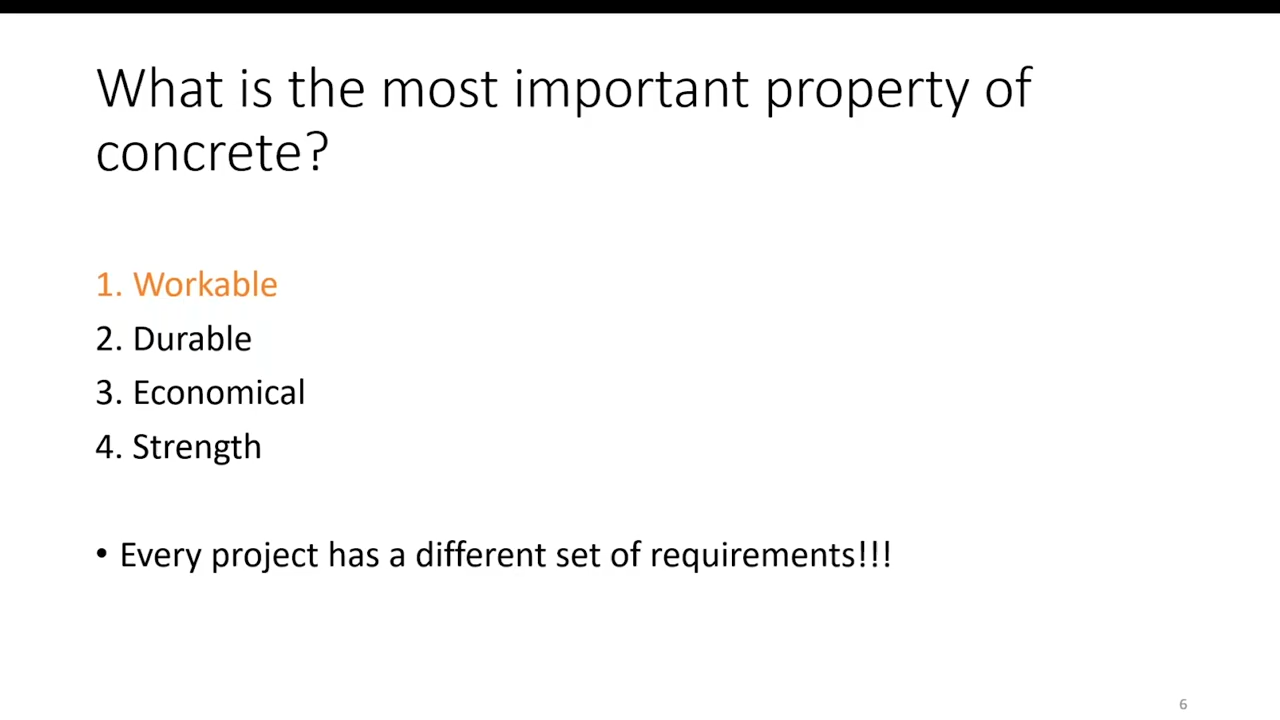 What is the most important property of
concrete?
1. Workable
2. Durable
3. Economical
4. Strength
• Every project has a different set of requirements!!!
6